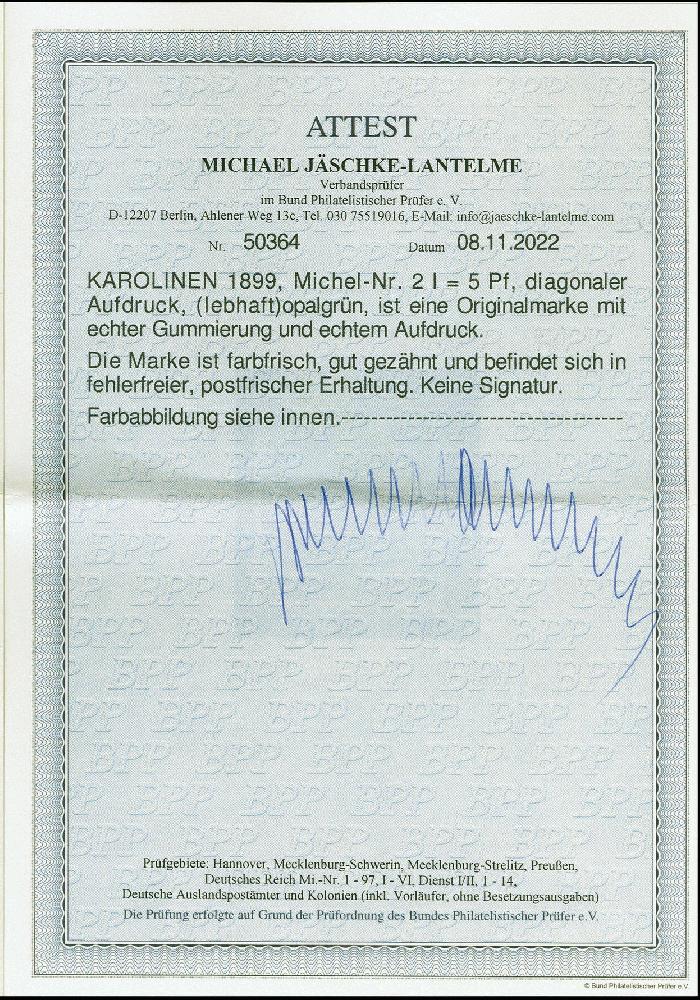 ATTEST
MICHAEL JÄSCHKE-LANTELME
Verbandsprüfer
im Bund Philatelistischer Prüfer e. V.
D-12207 Berlin, Ahlener Weg 13c, Tel. 030 75519016, E-Mail: info@jaeschke-lantelme.com
Nr. 50364 Datum 08.11.2022
KAROLINEN 1899, Michel-Nr. 2 I = 5 Pf, diagonaler
Aufdruck, (lebhaft)opalgrün, ist eine Originalmarke mit
echter Gummierung und echtem Aufdruck.
Die Marke ist farbfrisch, gut gezähnt und befindet sich in
fehlerfreier, postfrischer Erhaltung. Keine Signatur.
Farbabbildung siehe innen.--------------------------------------
Prüfgebiete: Hannover, Mecklenburg-Schwerin, Mecklenburg-Strelitz, Preußen,
Deutsches Reich Mi.-Nr. 1 - 97, I - VI, Dienst I/II, 1 - 14,
Deutsche Auslandspostämter und Kolonien (inkl. Vorläufer, ohne Besetzungsausgaben)
Die Prüfung erfolgte auf Grund der Prüfordnung des Bundes Philatelistischer Prüfer e.V.
© Bund Philatelistischer Prüfer e.V.